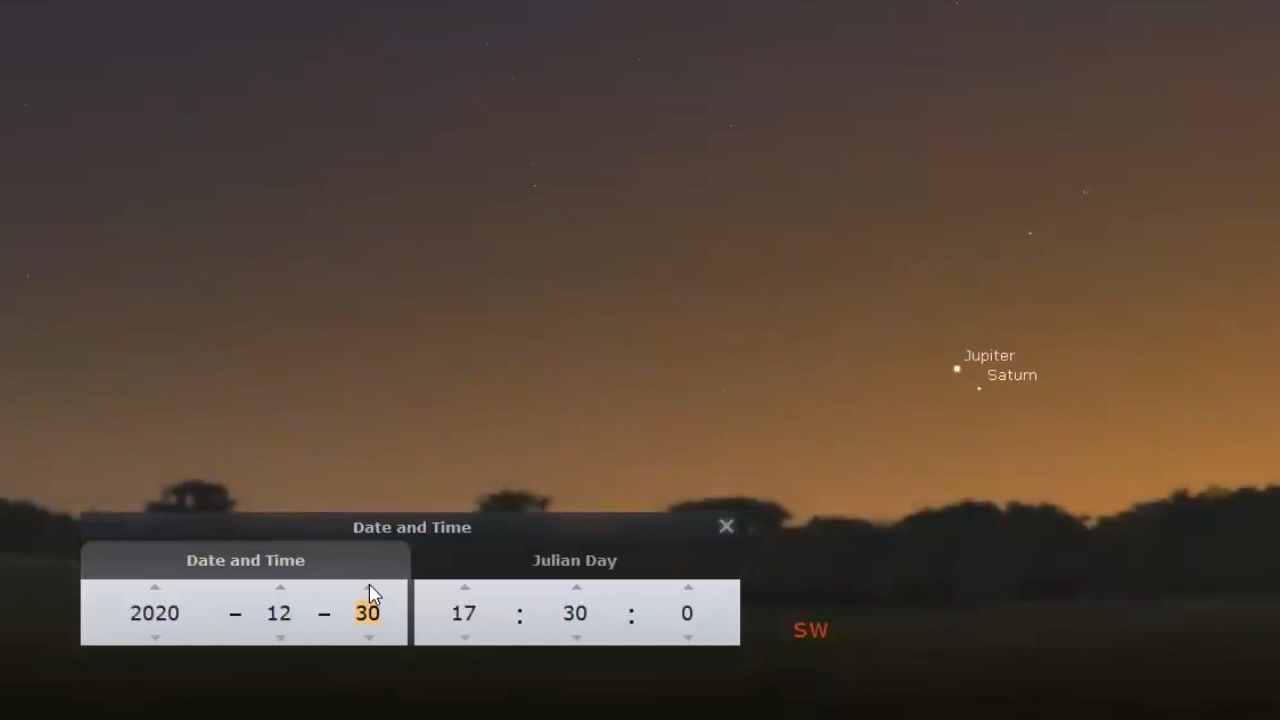 Jupiter
Saturn
Date and Time
Date and Time Julian Day
2020 - 12 - 30 17 : 30 : 0
SW